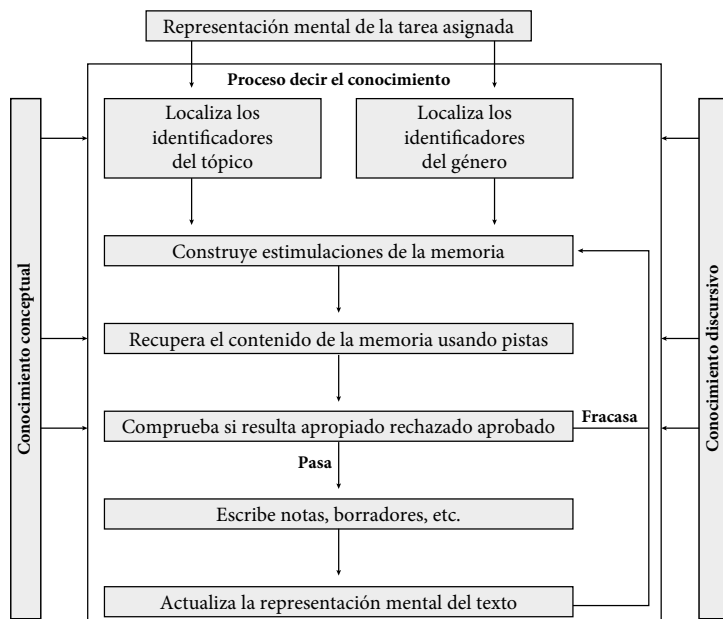 Representación mental de la tarea asignada
Proceso decir el conocimiento
Localiza los
identificadores
del tópico
Localiza los
identificadores
del género
Construye estimulaciones de la memoria
Recupera el contenido de la memoria usando pistas
Comprueba si resulta apropiado rechazado aprobado
Fracasa
Pasa
Escribe notas, borradores, etc.
Actualiza la representación mental del texto
Conocimiento conceptual
Conocimiento discursivo